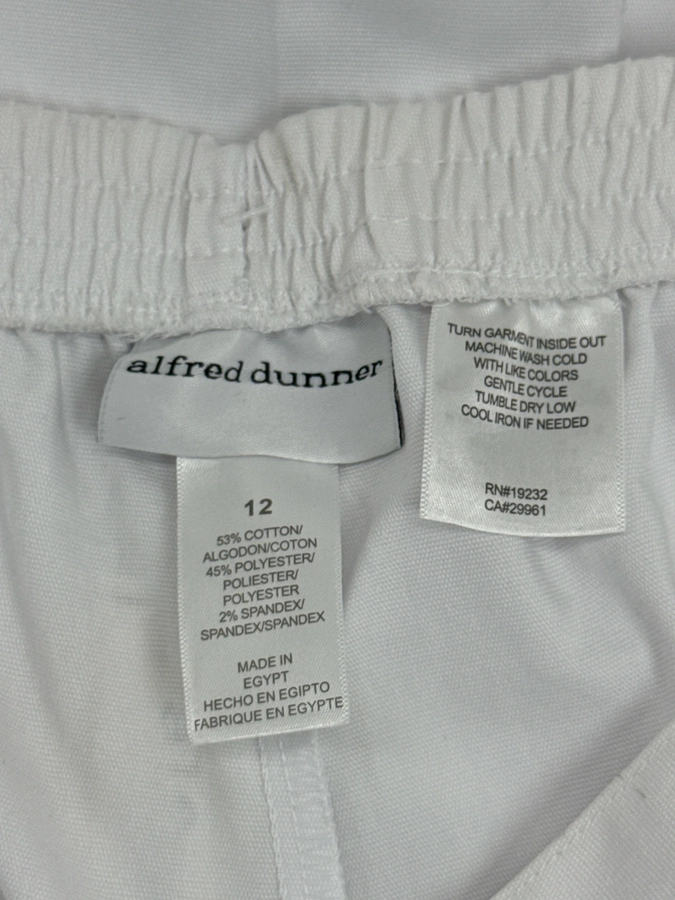 alfred dunner
12
53% COTTON/
ALGODON/COTON
45% POLYESTER/
POLIESTER/
POLYESTER
2% SPANDEX/
SPANDEX/SPANDEX
MADE IN
EGYPT
HECHO EN EGIPTO
FABRIQUE EN EGYPTE
TURN GARMENT INSIDE OUT
MACHINE WASH COLD
WITH LIKE COLORS
GENTLE CYCLE
TUMBLE DRY LOW
COOL IRON IF NEEDED
RN#19232
CA#29961